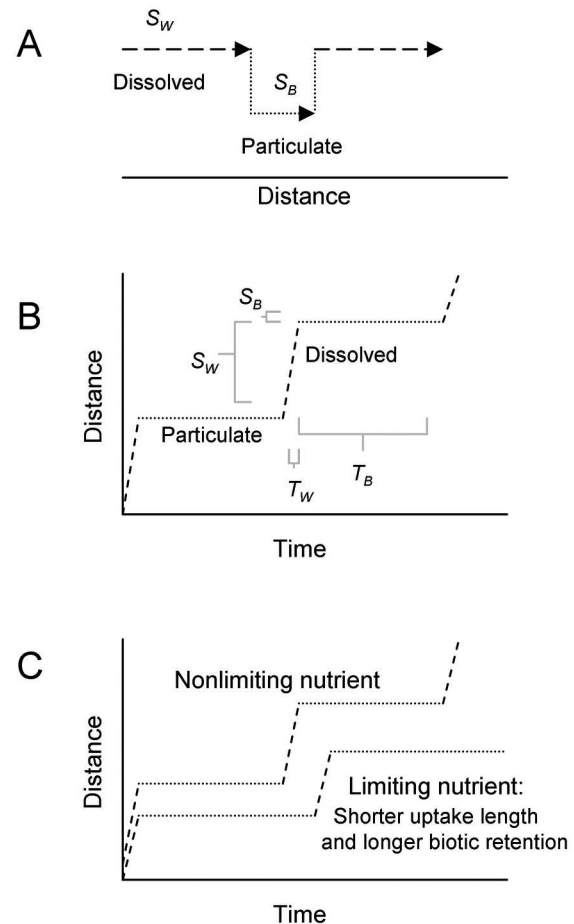 A
S_W
Dissolved
S_B
Particulate
Distance
B
Distance
S_B
S_W
Dissolved
Particulate
T_W
T_B
Time
C
Distance
Nonlimiting nutrient
Limiting nutrient:
Shorter uptake length
and longer biotic retention
Time